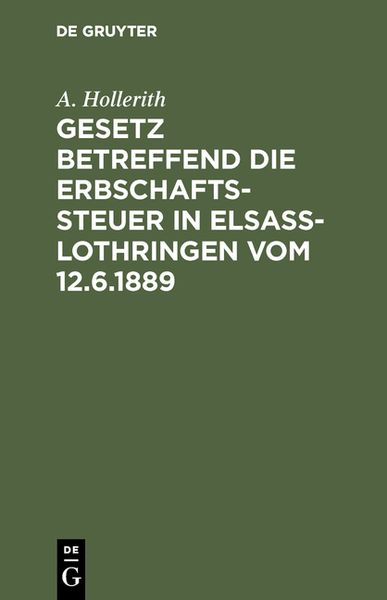 DE GRUYTER
A. Hollerith
GESETZ
BETREFFEND DIE
ERBSCHAFTS-
STEUER IN ELSASS-
LOTHRINGEN VOM
12.6.1889
DE
G